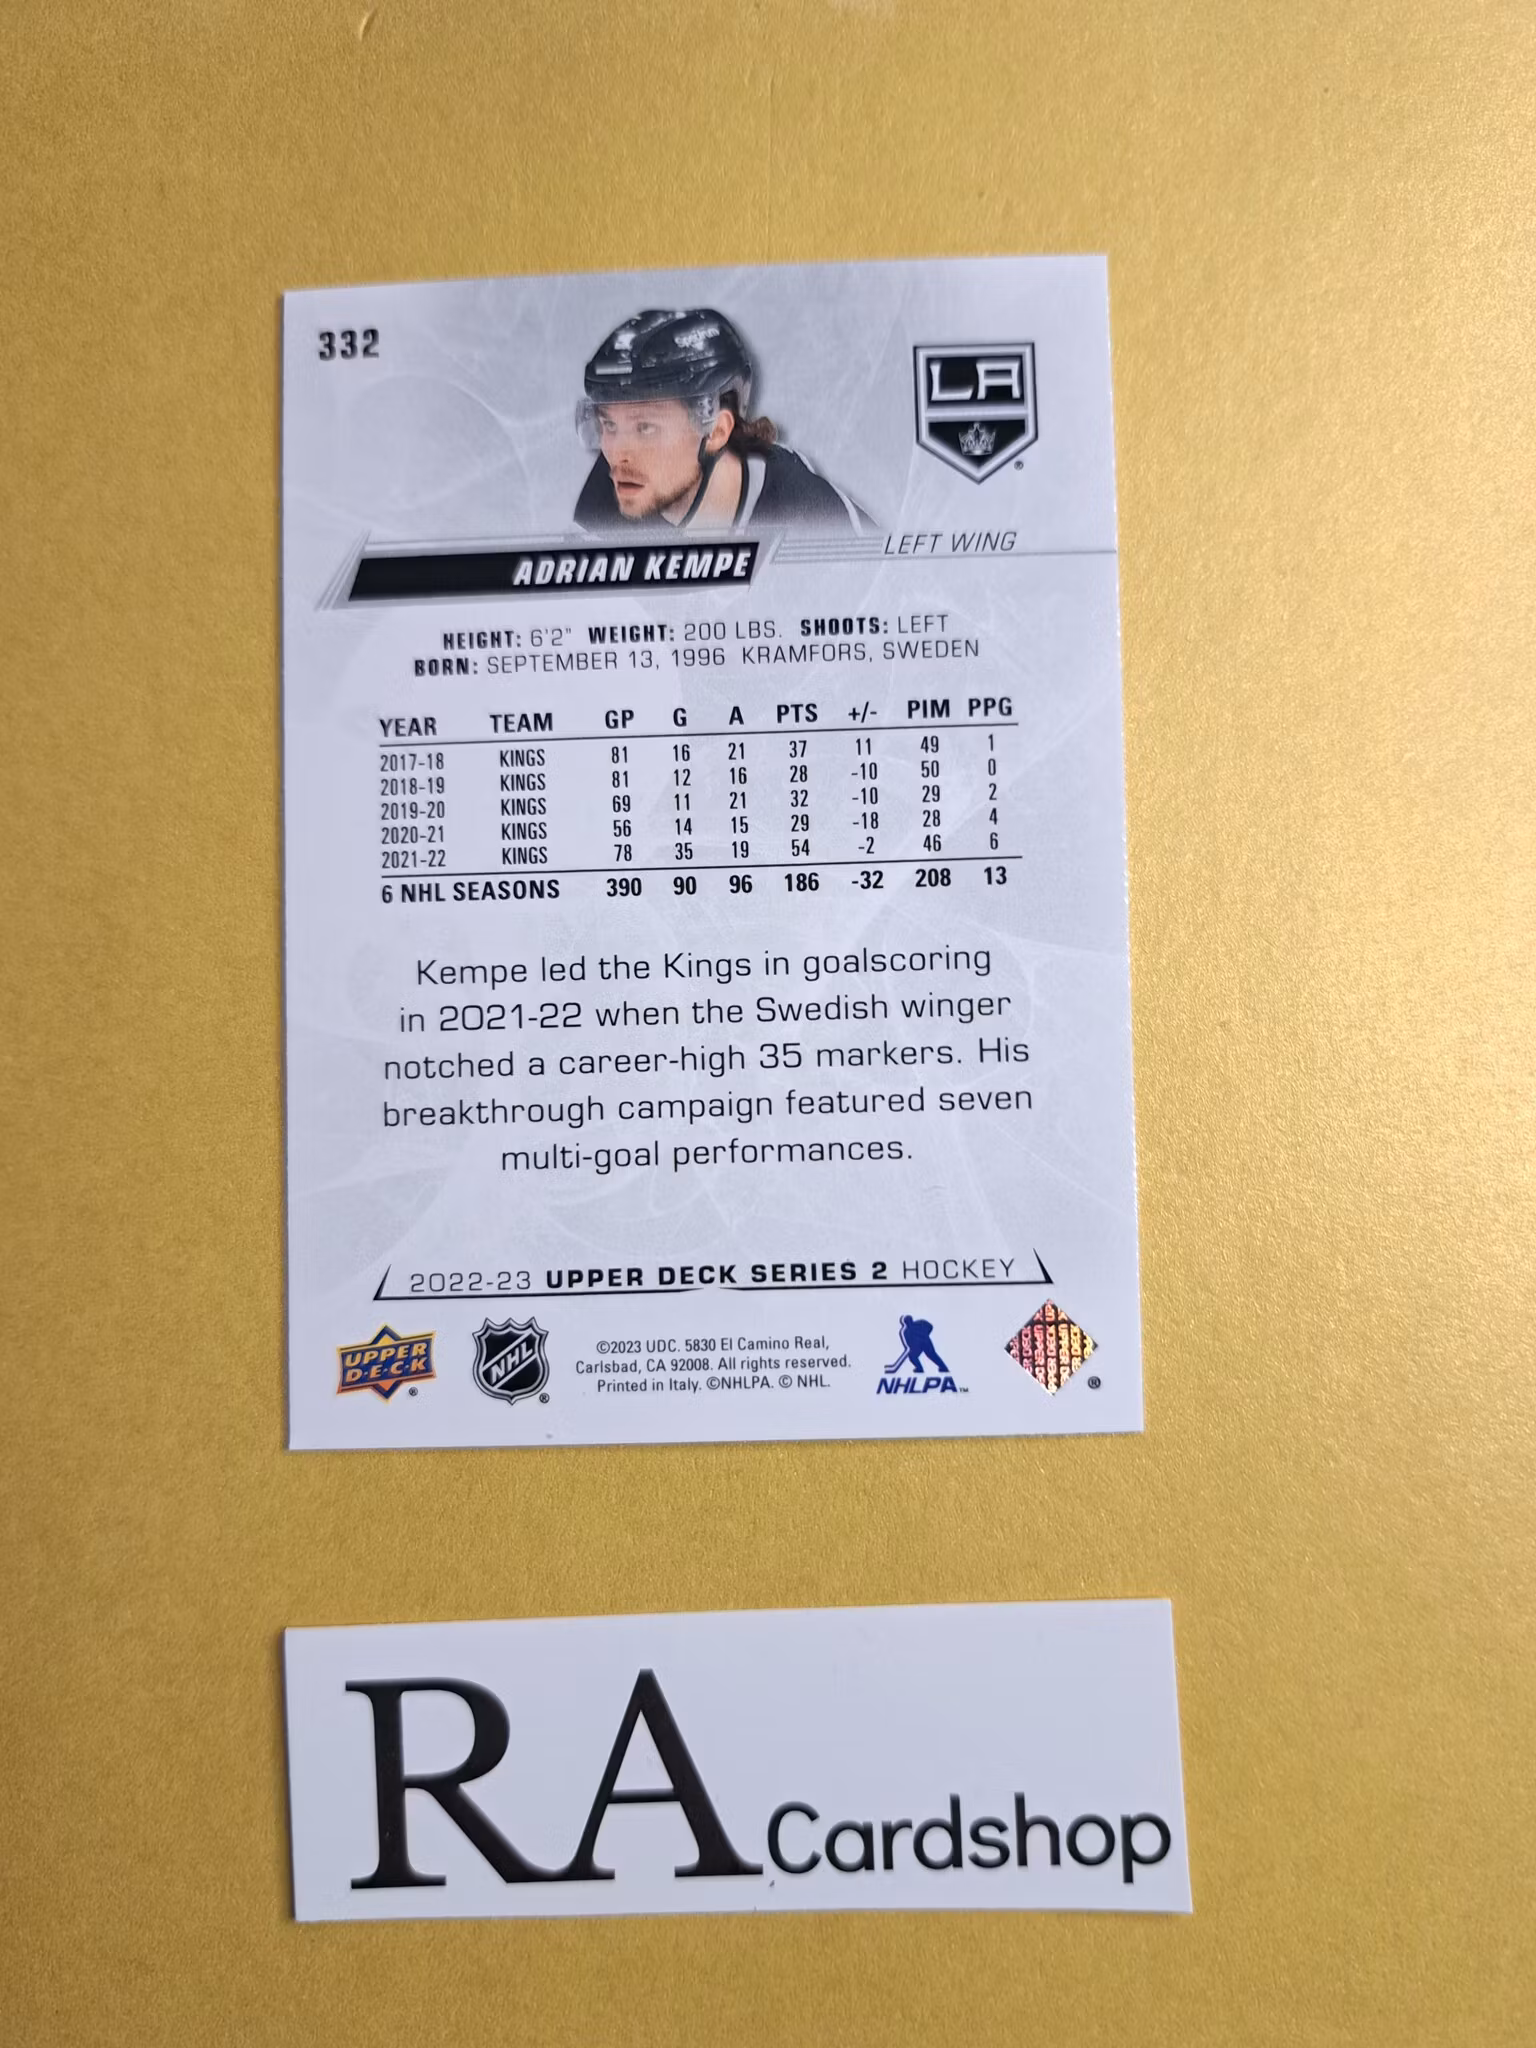 332
LA
LEFT WING
ADRIAN KEMPE
HEIGHT: 6'2" WEIGHT: 200 LBS. SHOOTS: LEFT
BORN: SEPTEMBER 13, 1996 KRAMFORS, SWEDEN
YEAR TEAM GP G A PTS +/- PIM PPG
2017-18 KINGS 81 16 21 37 11 49 1
2018-19 KINGS 81 12 16 28 -10 50 0
2019-20 KINGS 69 11 21 32 -10 29 2
2020-21 KINGS 56 14 15 29 -18 28 4
2021-22 KINGS 78 35 19 54 -2 46 6
6 NHL SEASONS 390 90 96 186 -32 208 13
Kempe led the Kings in goalscoring
in 2021-22 when the Swedish winger
notched a career-high 35 markers. His
breakthrough campaign featured seven
multi-goal performances.
2022-23 UPPER DECK SERIES 2 HOCKEY
UPPER
D·E·C·K
®
NHL
®
©2023 UDC. 5830 El Camino Real,
Carlsbad, CA 92008. All rights reserved.
Printed in Italy. ©NHLPA. © NHL.
NHLPA™
®
RA Cardshop